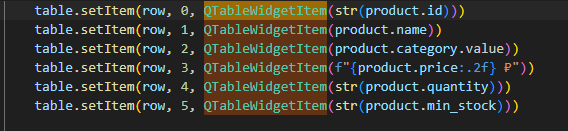 table.setItem(row, 0, QTableWidgetItem(str(product.id)))
table.setItem(row, 1, QTableWidgetItem(product.name))
table.setItem(row, 2, QTableWidgetItem(product.category.value))
table.setItem(row, 3, QTableWidgetItem(f"{product.price:.2f} ₽"))
table.setItem(row, 4, QTableWidgetItem(str(product.quantity)))
table.setItem(row, 5, QTableWidgetItem(str(product.min_stock)))